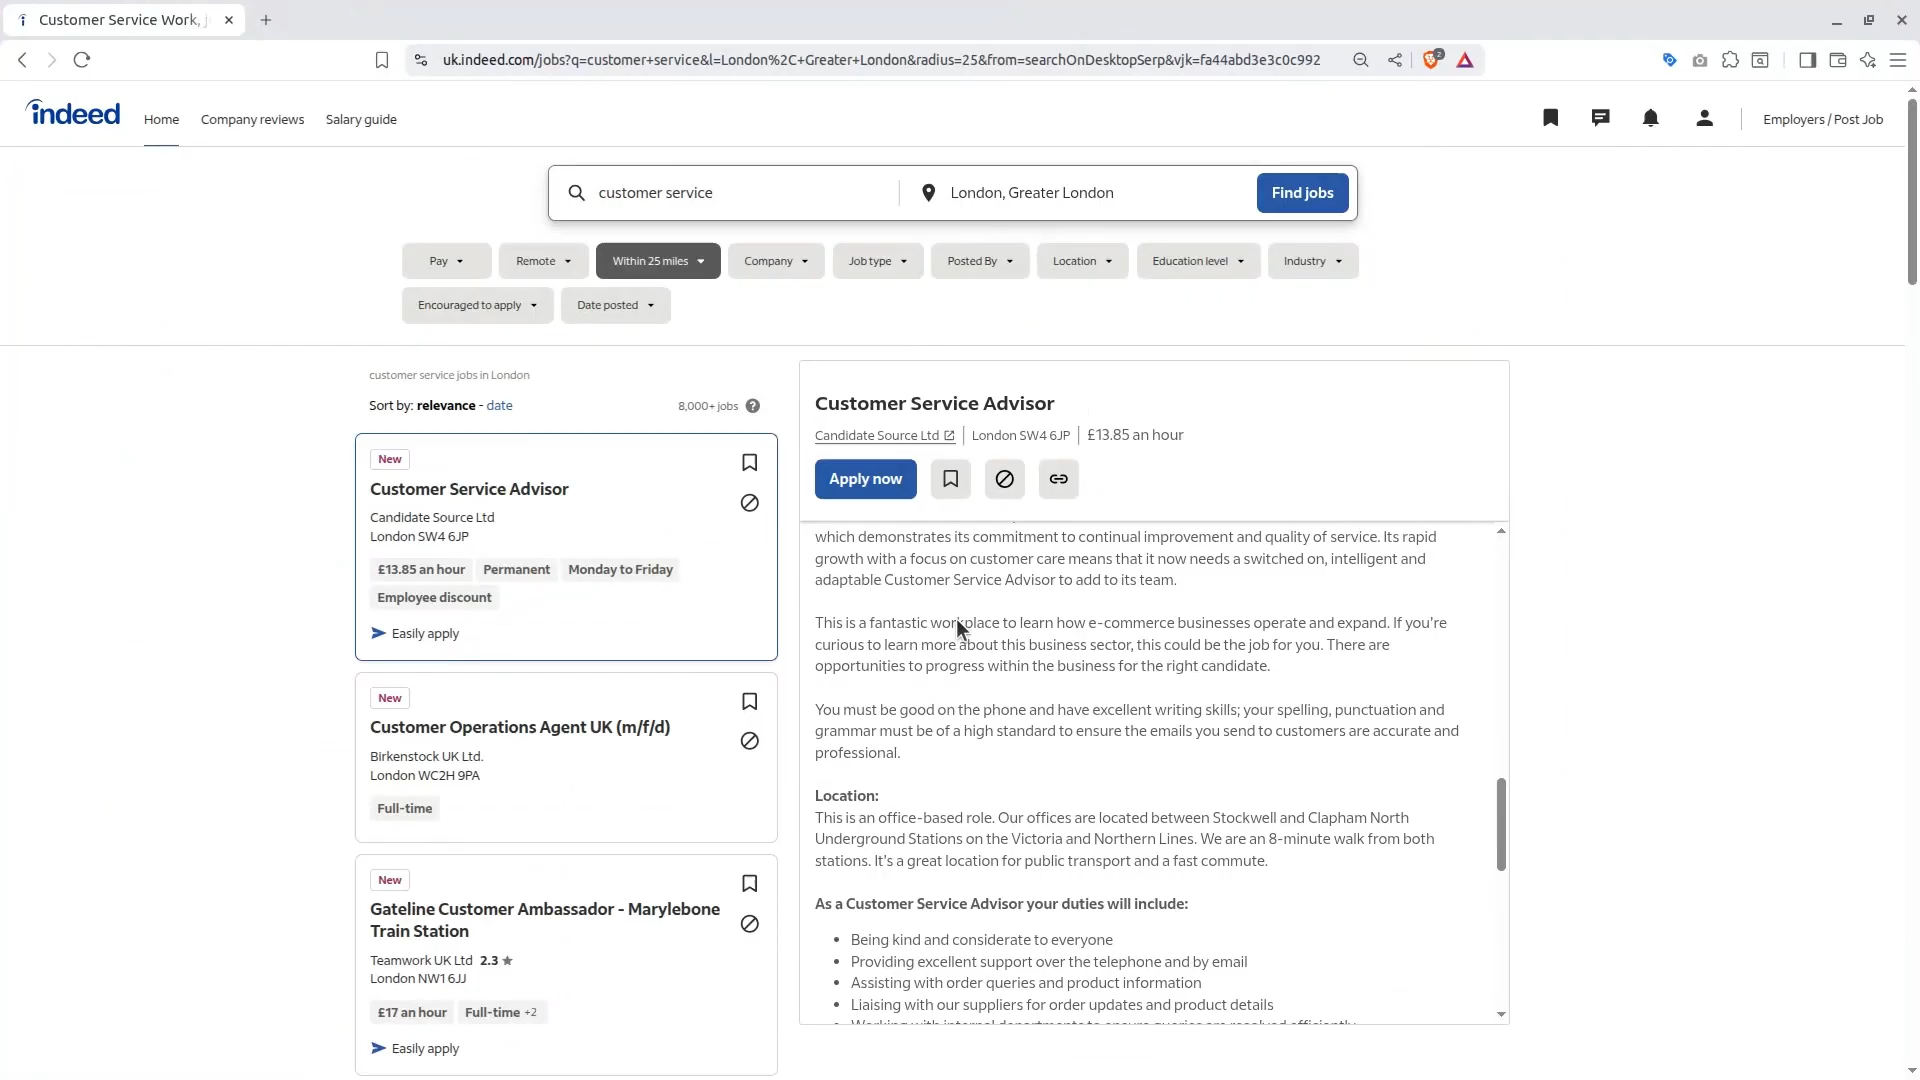 Customer Service Work, j
uk.indeed.com/jobs?q=customer+service&l=London%2C+Greater+London&radius=25&from=searchOnDesktopSerp&vjk=fa44abd3e3c0c992
2
indeed
Home
Company reviews
Salary guide
Employers / Post Job
customer service
London, Greater London
Find jobs
Pay
Remote
Within 25 miles
Company
Job type
Posted By
Location
Education level
Industry
Encouraged to apply
Date posted
customer service jobs in London
Sort by: relevance - date
8,000+ jobs ?
New
Customer Service Advisor
Candidate Source Ltd
London SW4 6JP
£13.85 an hour
Permanent
Monday to Friday
Employee discount
Easily apply
New
Customer Operations Agent UK (m/f/d)
Birkenstock UK Ltd.
London WC2H 9PA
Full-time
New
Gateline Customer Ambassador - Marylebone
Train Station
Teamwork UK Ltd 2.3 ★
London NW1 6JJ
£17 an hour
Full-time +2
Easily apply
Customer Service Advisor
Candidate Source Ltd
London SW4 6JP
£13.85 an hour
Apply now
which demonstrates its commitment to continual improvement and quality of service. Its rapid
growth with a focus on customer care means that it now needs a switched on, intelligent and
adaptable Customer Service Advisor to add to its team.
This is a fantastic workplace to learn how e-commerce businesses operate and expand. If you're
curious to learn more about this business sector, this could be the job for you. There are
opportunities to progress within the business for the right candidate.
You must be good on the phone and have excellent writing skills; your spelling, punctuation and
grammar must be of a high standard to ensure the emails you send to customers are accurate and
professional.
Location:
This is an office-based role. Our offices are located between Stockwell and Clapham North
Underground Stations on the Victoria and Northern Lines. We are an 8-minute walk from both
stations. It's a great location for public transport and a fast commute.
As a Customer Service Advisor your duties will include:
• Being kind and considerate to everyone
• Providing excellent support over the telephone and by email
• Assisting with order queries and product information
• Liaising with our suppliers for order updates and product details
• Working with internal departments to ensure queries are resolved efficiently